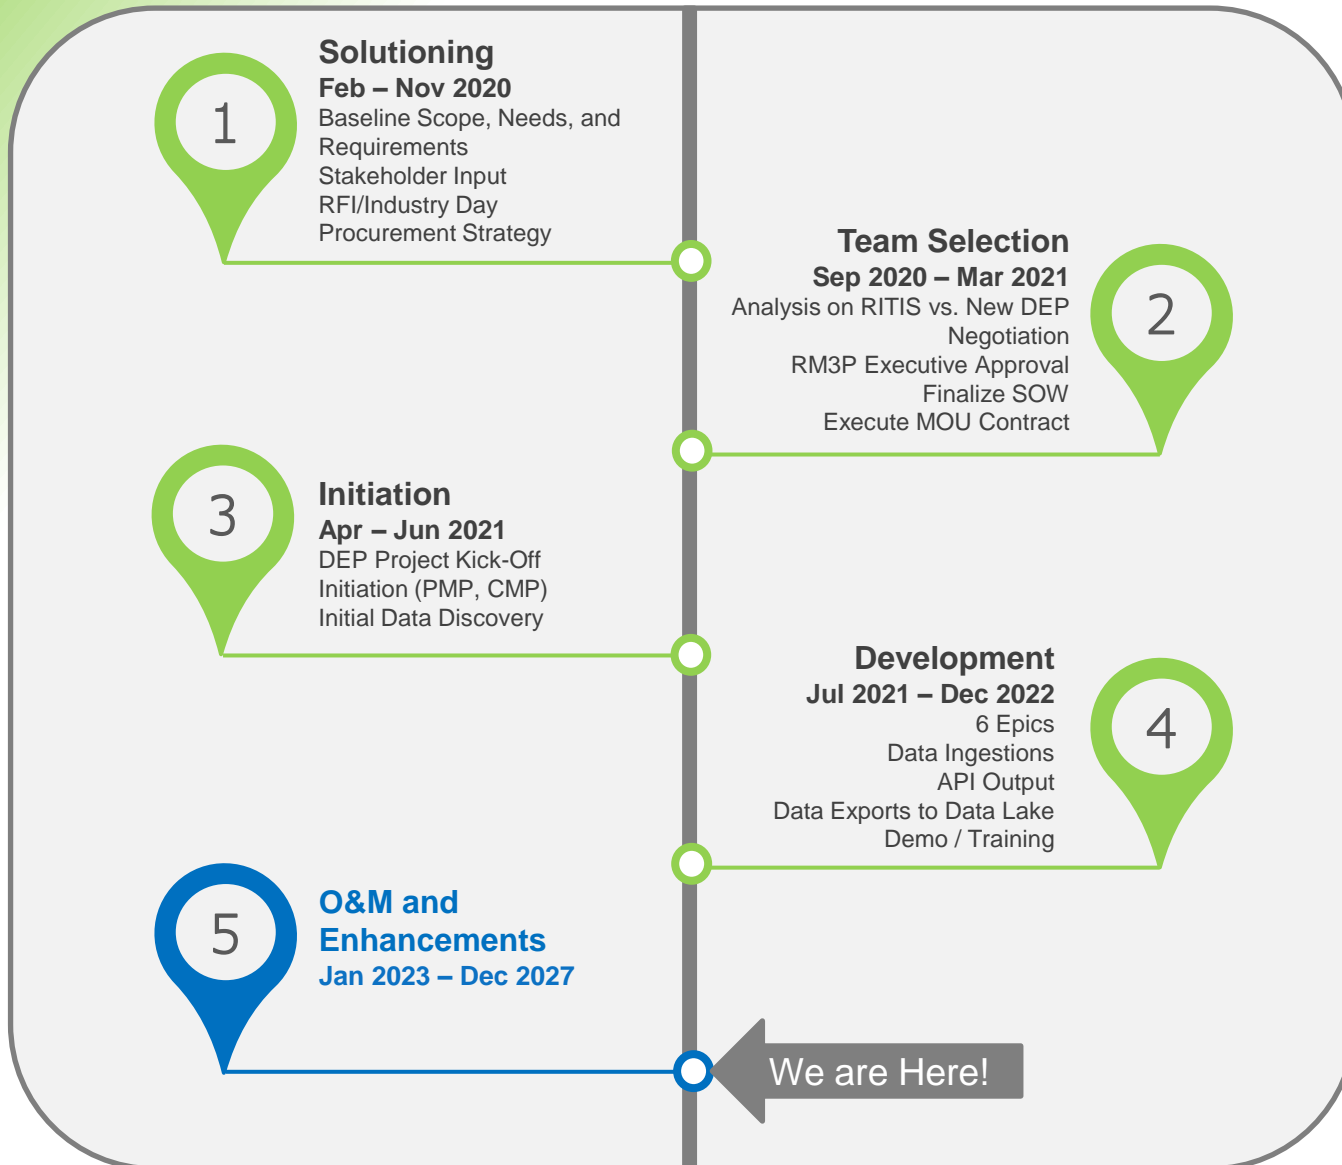 1
Solutioning
Feb – Nov 2020
Baseline Scope, Needs, and
Requirements
Stakeholder Input
RFI/Industry Day
Procurement Strategy
2
Team Selection
Sep 2020 – Mar 2021
Analysis on RITIS vs. New DEP
Negotiation
RM3P Executive Approval
Finalize SOW
Execute MOU Contract
3
Initiation
Apr – Jun 2021
DEP Project Kick-Off
Initiation (PMP, CMP)
Initial Data Discovery
4
Development
Jul 2021 – Dec 2022
6 Epics
Data Ingestions
API Output
Data Exports to Data Lake
Demo / Training
5
O&M and
Enhancements
Jan 2023 – Dec 2027
We are Here!